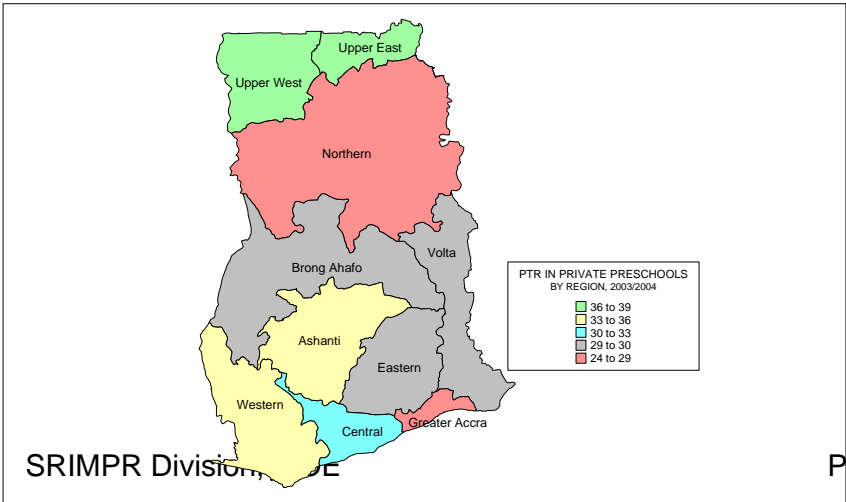 Upper East
Upper West
Northern
Volta
Brong Ahafo
PTR IN PRIVATE PRESCHOOLS
BY REGION, 2003/2004
36 to 39
33 to 36
30 to 33
29 to 30
24 to 29
Ashanti
Eastern
Western
Greater Accra
Central
SRIMPR Division,
P